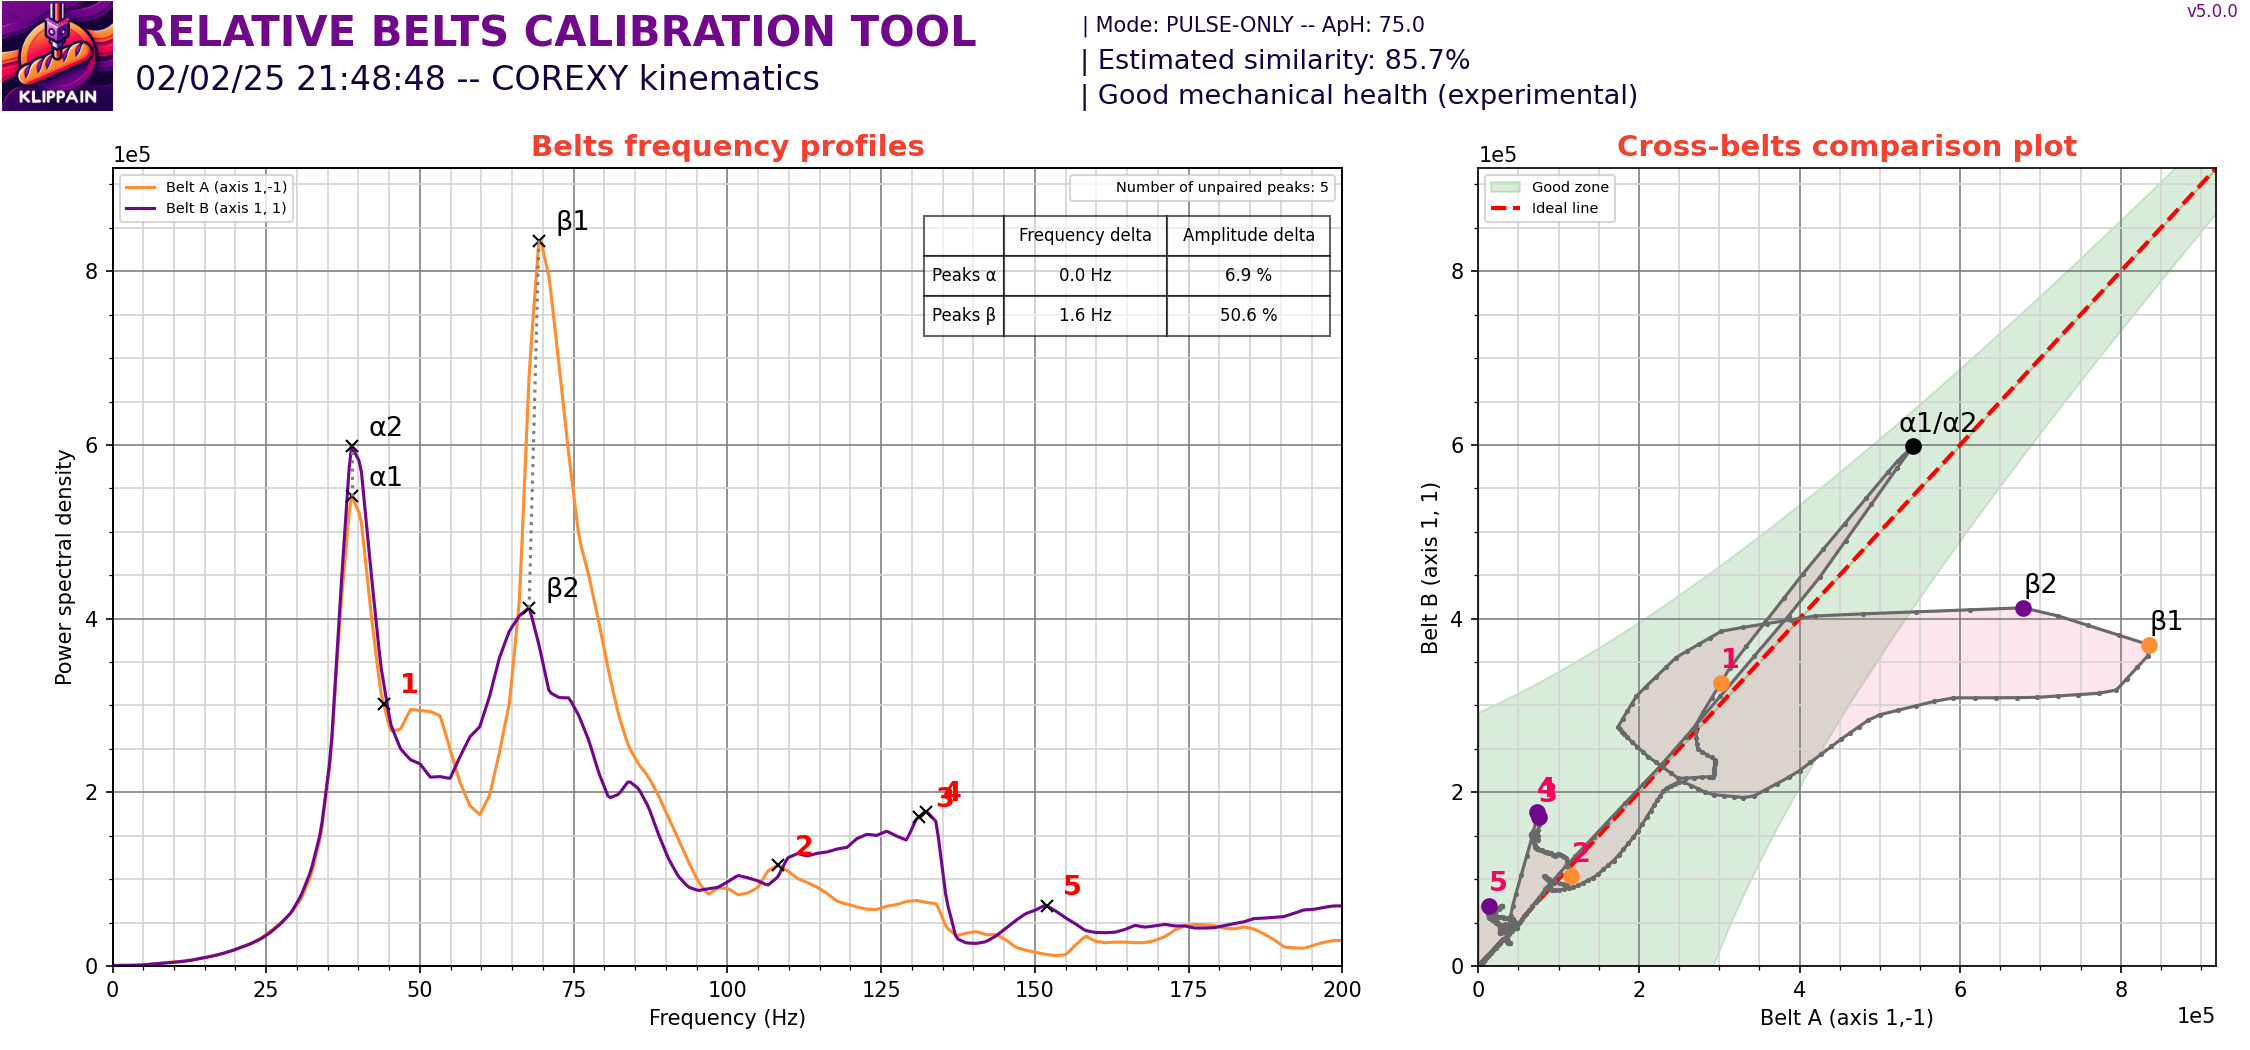 KLIPPAIN
RELATIVE BELTS CALIBRATION TOOL
02/02/25 21:48:48 -- COREXY kinematics
| Mode: PULSE-ONLY -- ApH: 75.0
| Estimated similarity: 85.7%
| Good mechanical health (experimental)
v5.0.0
Belts frequency profiles
1e5
Belt A (axis 1,-1)
Belt B (axis 1, 1)
Number of unpaired peaks: 5
Frequency delta Amplitude delta
Peaks α 0.0 Hz 6.9 %
Peaks β 1.6 Hz 50.6 %
β1
α2
α1
β2
1
2
3
4
5
Power spectral density
8
6
4
2
0
0 25 50 75 100 125 150 175 200
Frequency (Hz)
Cross-belts comparison plot
1e5
Good zone
Ideal line
α1/α2
β2
β1
1
4
3
2
5
Belt B (axis 1, 1)
8
6
4
2
0
0 2 4 6 8
Belt A (axis 1,-1)
1e5